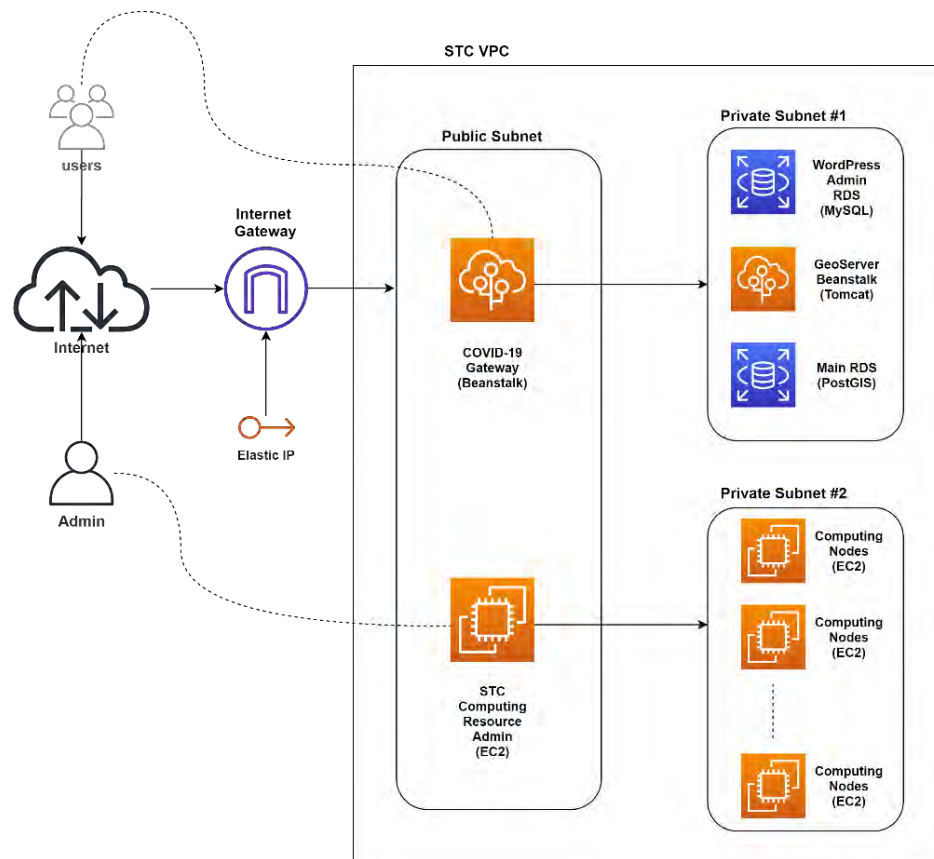 STC VPC
users
Internet
Admin
Internet
Gateway
Elastic IP
Public Subnet
COVID-19
Gateway
(Beanstalk)
STC
Computing
Resource
Admin
(EC2)
Private Subnet #1
WordPress
Admin
RDS
(MySQL)
GeoServer
Beanstalk
(Tomcat)
Main RDS
(PostGIS)
Private Subnet #2
Computing
Nodes
(EC2)
Computing
Nodes
(EC2)
Computing
Nodes
(EC2)